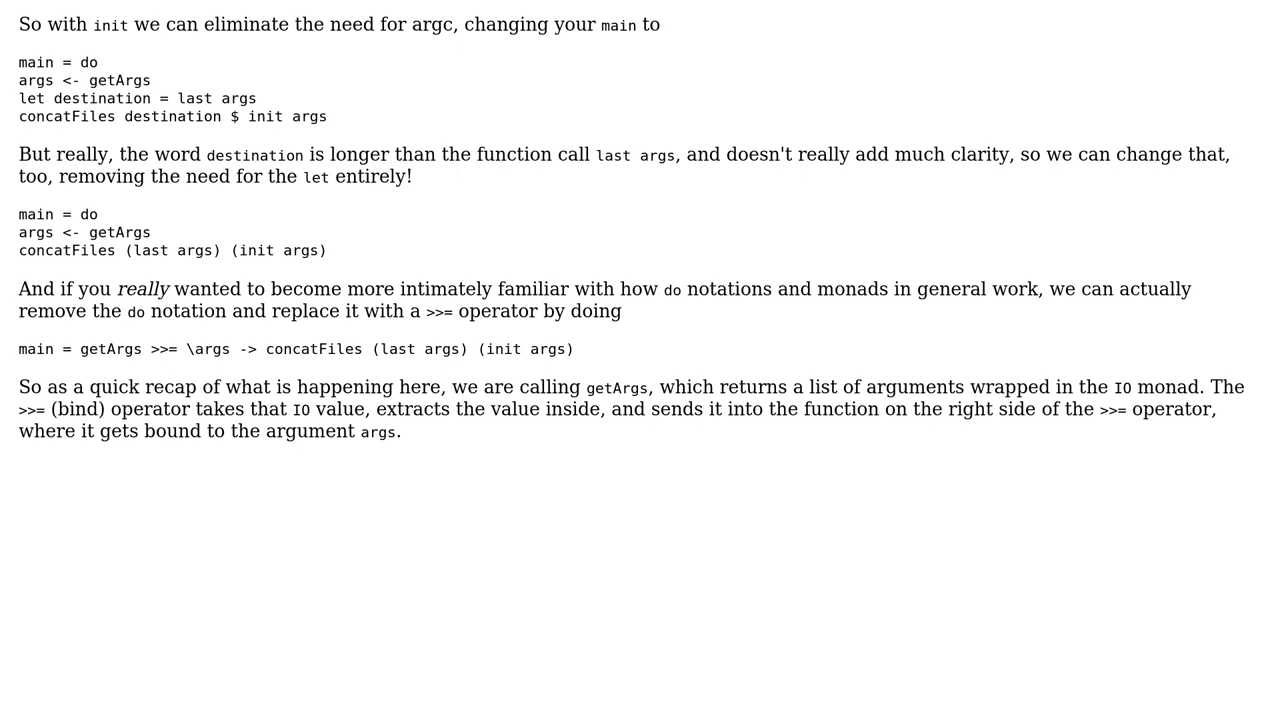 So with init we can eliminate the need for argc, changing your main to
main = do
args <- getArgs
let destination = last args
concatFiles destination $ init args
But really, the word destination is longer than the function call last args, and doesn't really add much clarity, so we can change that,
too, removing the need for the let entirely!
main = do
args <- getArgs
concatFiles (last args) (init args)
And if you really wanted to become more intimately familiar with how do notations and monads in general work, we can actually
remove the do notation and replace it with a >>= operator by doing
main = getArgs >>= \args -> concatFiles (last args) (init args)
So as a quick recap of what is happening here, we are calling getArgs, which returns a list of arguments wrapped in the IO monad. The
>>= (bind) operator takes that IO value, extracts the value inside, and sends it into the function on the right side of the >>= operator,
where it gets bound to the argument args.